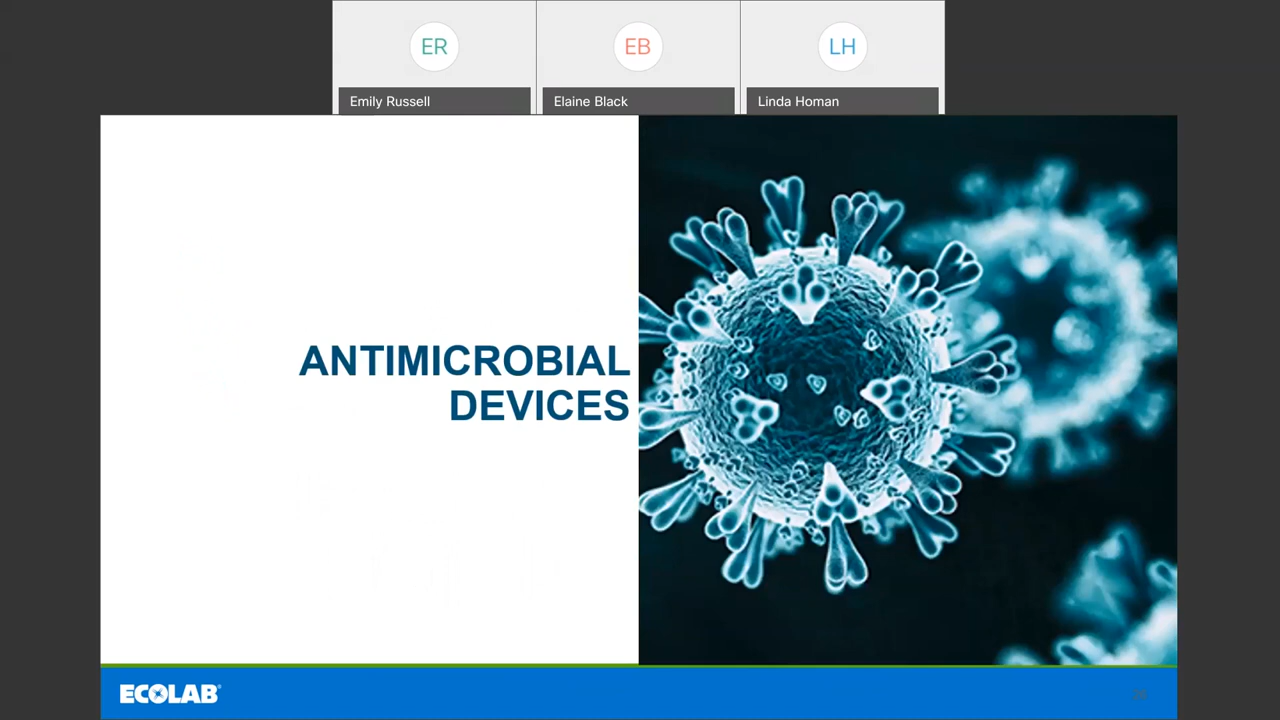 ER
EB
LH
Emily Russell
Elaine Black
Linda Homan
ANTIMICROBIAL
DEVICES
ECOLAB®